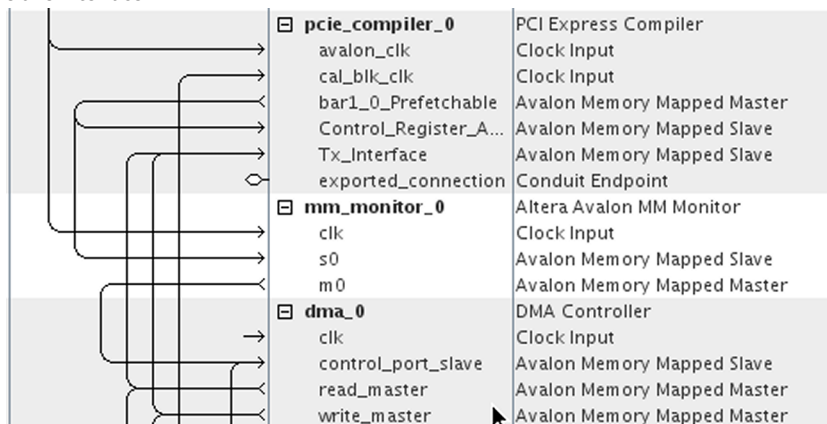 pcie_compiler_0 PCI Express Compiler
avalon_clk Clock Input
cal_blk_clk Clock Input
bar1_0_Prefetchable Avalon Memory Mapped Master
Control_Register_A... Avalon Memory Mapped Slave
Tx_Interface Avalon Memory Mapped Slave
exported_connection Conduit Endpoint
mm_monitor_0 Altera Avalon MM Monitor
clk Clock Input
s0 Avalon Memory Mapped Slave
m0 Avalon Memory Mapped Master
dma_0 DMA Controller
clk Clock Input
control_port_slave Avalon Memory Mapped Slave
read_master Avalon Memory Mapped Master
write_master Avalon Memory Mapped Master